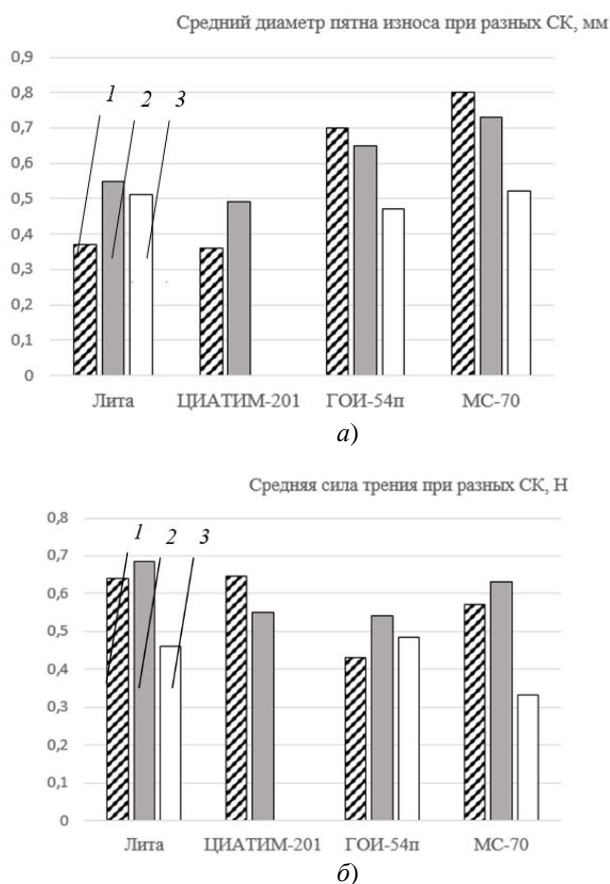 Средний диаметр пятна износа при разных СК, мм
0,9
0,8
0,7
0,6
0,5
0,4
0,3
0,2
0,1
0
1 2 3
Лита ЦИАТИМ-201 ГОИ-54п МС-70
а)
Средняя сила трения при разных СК, Н
0,8
0,7
0,6
0,5
0,4
0,3
0,2
0,1
0
1 2 3
Лита ЦИАТИМ-201 ГОИ-54п МС-70
б)